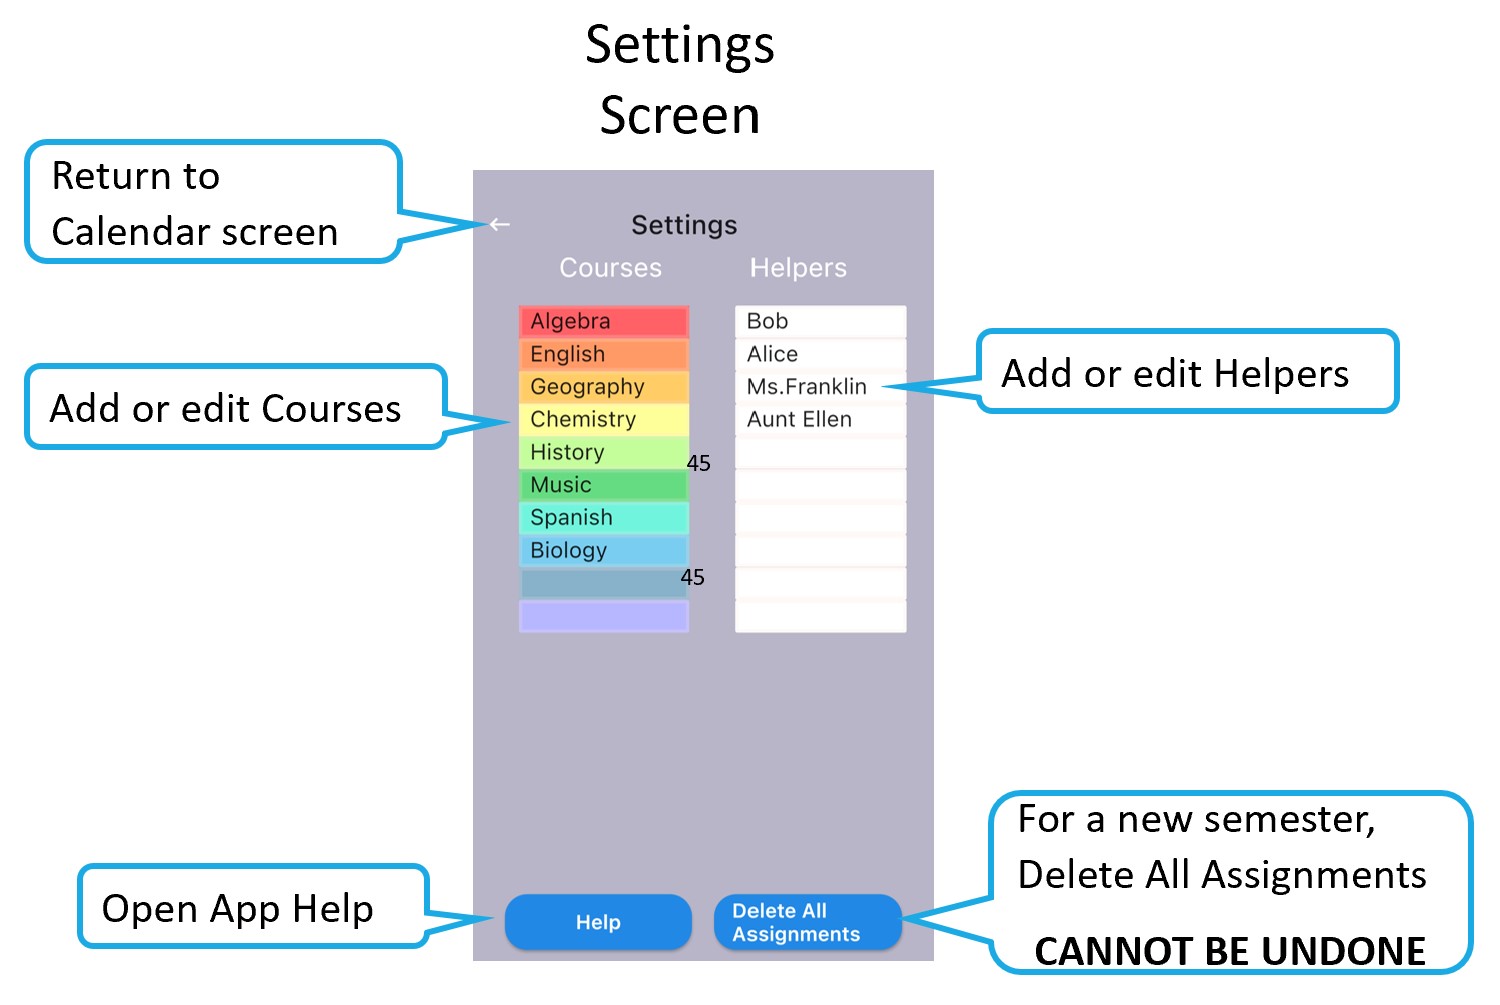 Settings
Screen
Return to
Calendar screen
Settings
Courses
Helpers
Algebra
English
Geography
Chemistry
History
Music
Spanish
Biology
45
45
Bob
Alice
Ms.Franklin
Aunt Ellen
Add or edit Courses
Add or edit Helpers
Open App Help
Help
Delete All
Assignments
For a new semester,
Delete All Assignments
CANNOT BE UNDONE